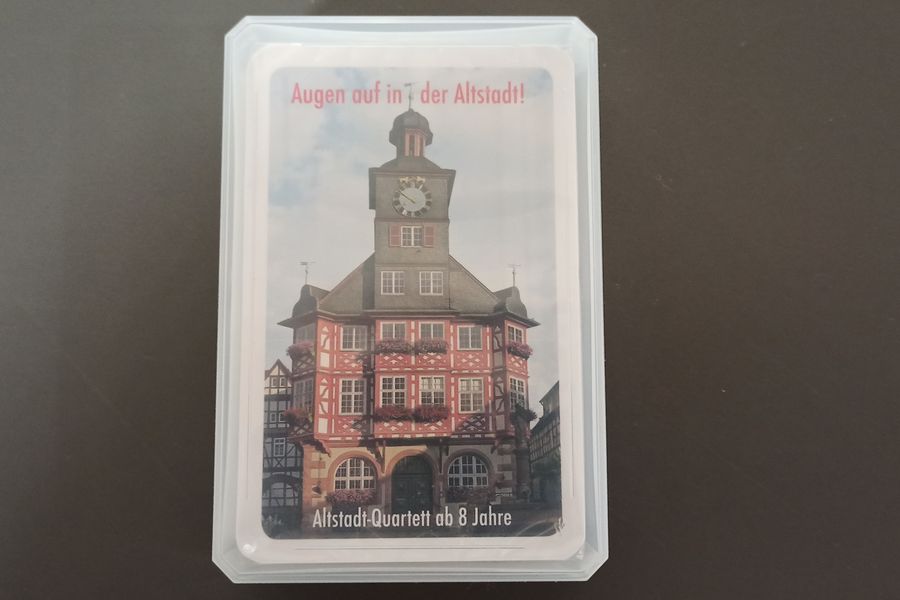 Augen auf in der Altstadt!
Altstadt-Quartett ab 8 Jahre